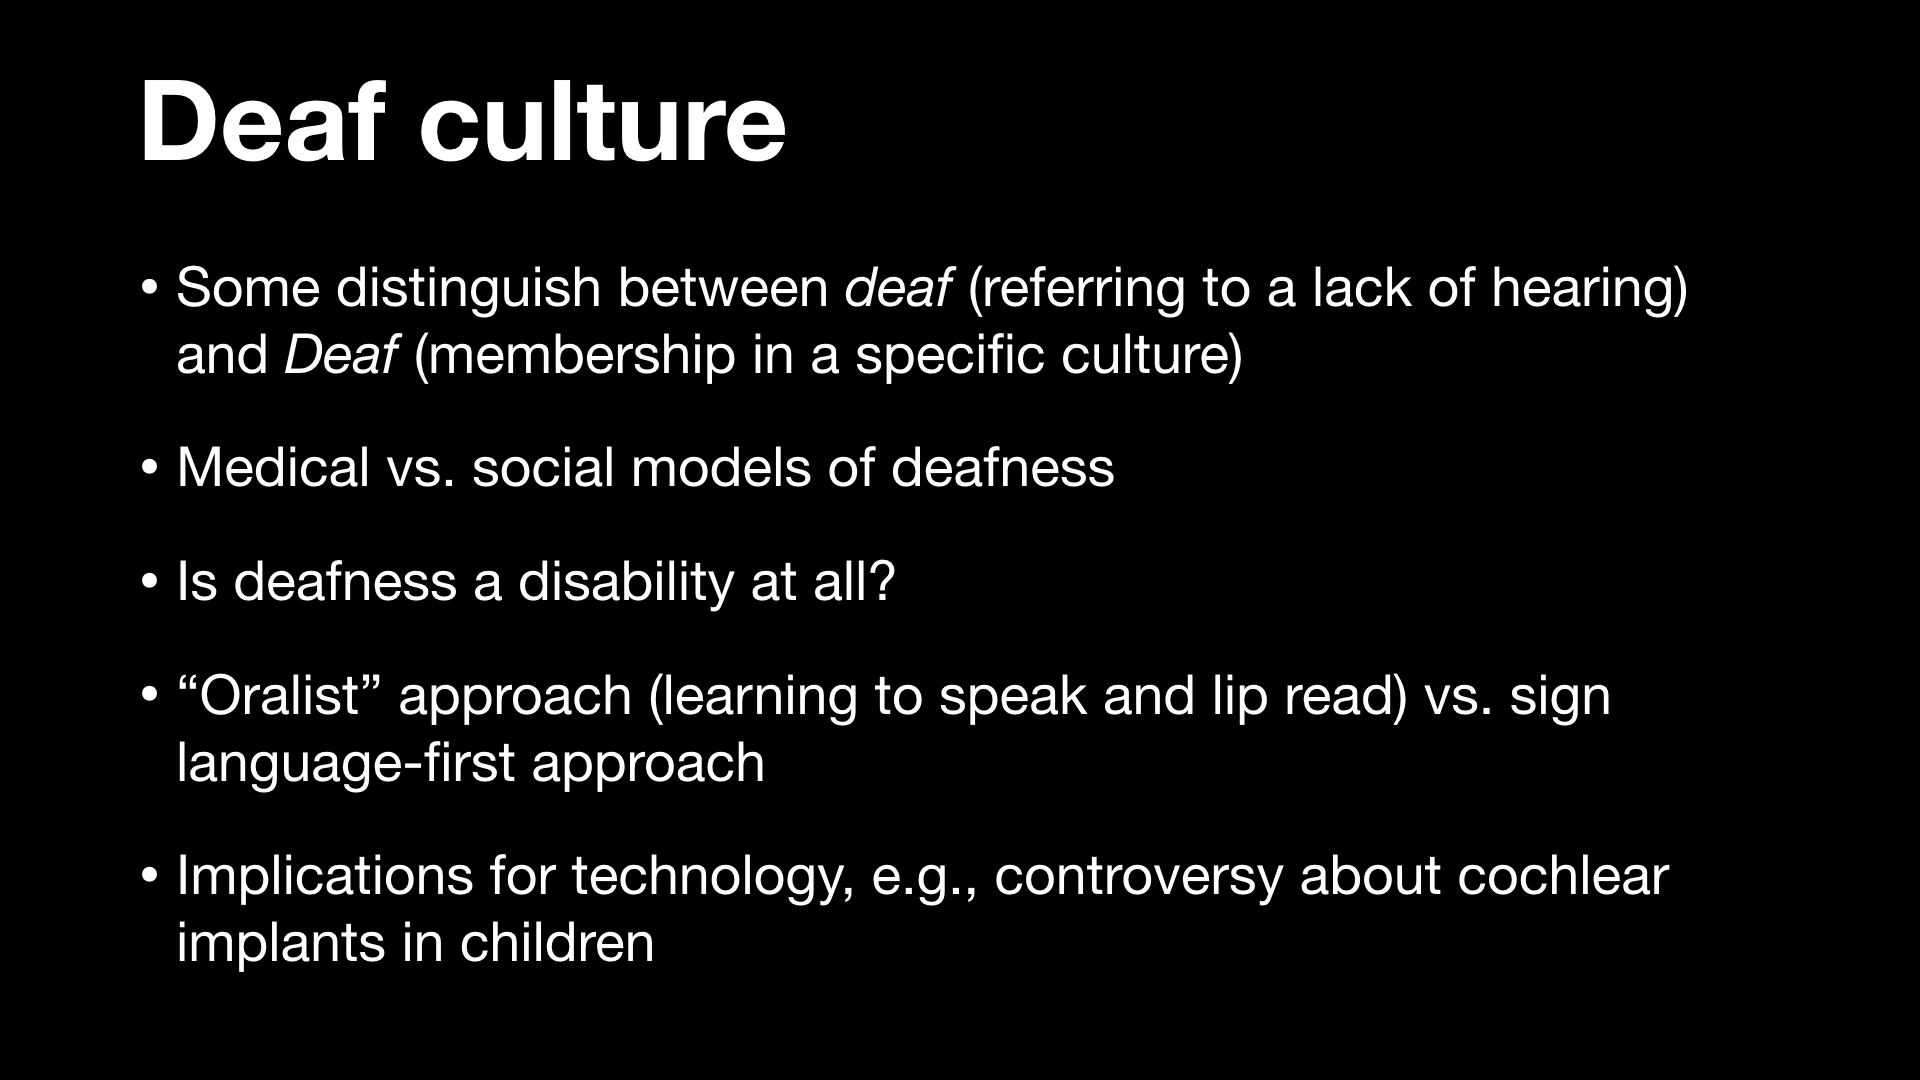 Deaf culture
• Some distinguish between deaf (referring to a lack of hearing)
and Deaf (membership in a specific culture)
• Medical vs. social models of deafness
• Is deafness a disability at all?
• “Oralist” approach (learning to speak and lip read) vs. sign
language-first approach
• Implications for technology, e.g., controversy about cochlear
implants in children